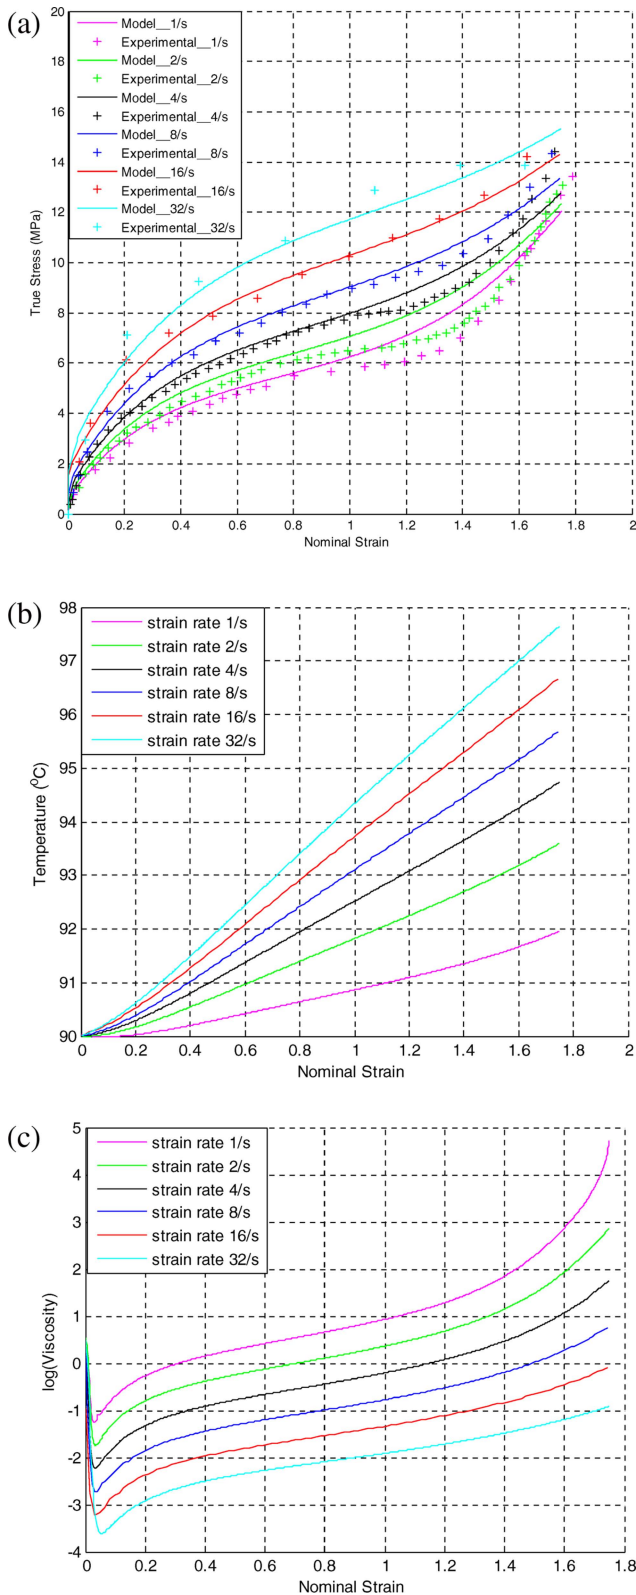 (a)
20
18
16
14
12
10
8
6
4
2
0
True Stress (MPa)
Model__1/s
Experimental__1/s
Model__2/s
Experimental__2/s
Model__4/s
Experimental__4/s
Model__8/s
Experimental__8/s
Model__16/s
Experimental__16/s
Model__32/s
Experimental__32/s
0 0.2 0.4 0.6 0.8 1 1.2 1.4 1.6 1.8 2
Nominal Strain
(b)
98
97
96
95
94
93
92
91
90
Temperature (⁰C)
strain rate 1/s
strain rate 2/s
strain rate 4/s
strain rate 8/s
strain rate 16/s
strain rate 32/s
0 0.2 0.4 0.6 0.8 1 1.2 1.4 1.6 1.8 2
Nominal Strain
(c)
5
4
3
2
1
0
-1
-2
-3
-4
log(Viscosity)
strain rate 1/s
strain rate 2/s
strain rate 4/s
strain rate 8/s
strain rate 16/s
strain rate 32/s
0 0.2 0.4 0.6 0.8 1 1.2 1.4 1.6 1.8
Nominal Strain